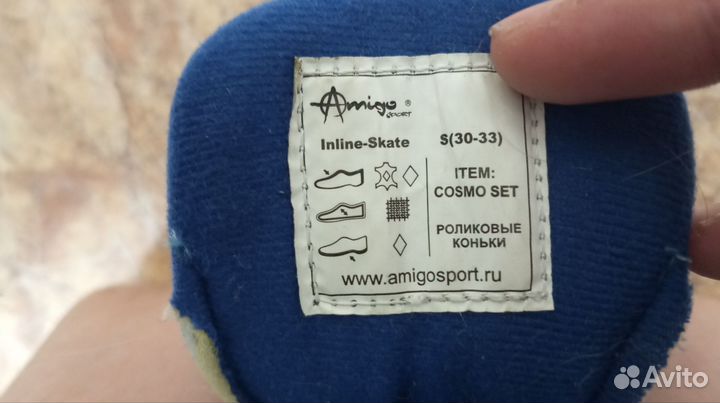 Amigo ®
SPORT
Inline-Skate S(30-33)
ITEM:
COSMO SET
РОЛИКОВЫЕ
КОНЬКИ
www.amigosport.ru
Avito